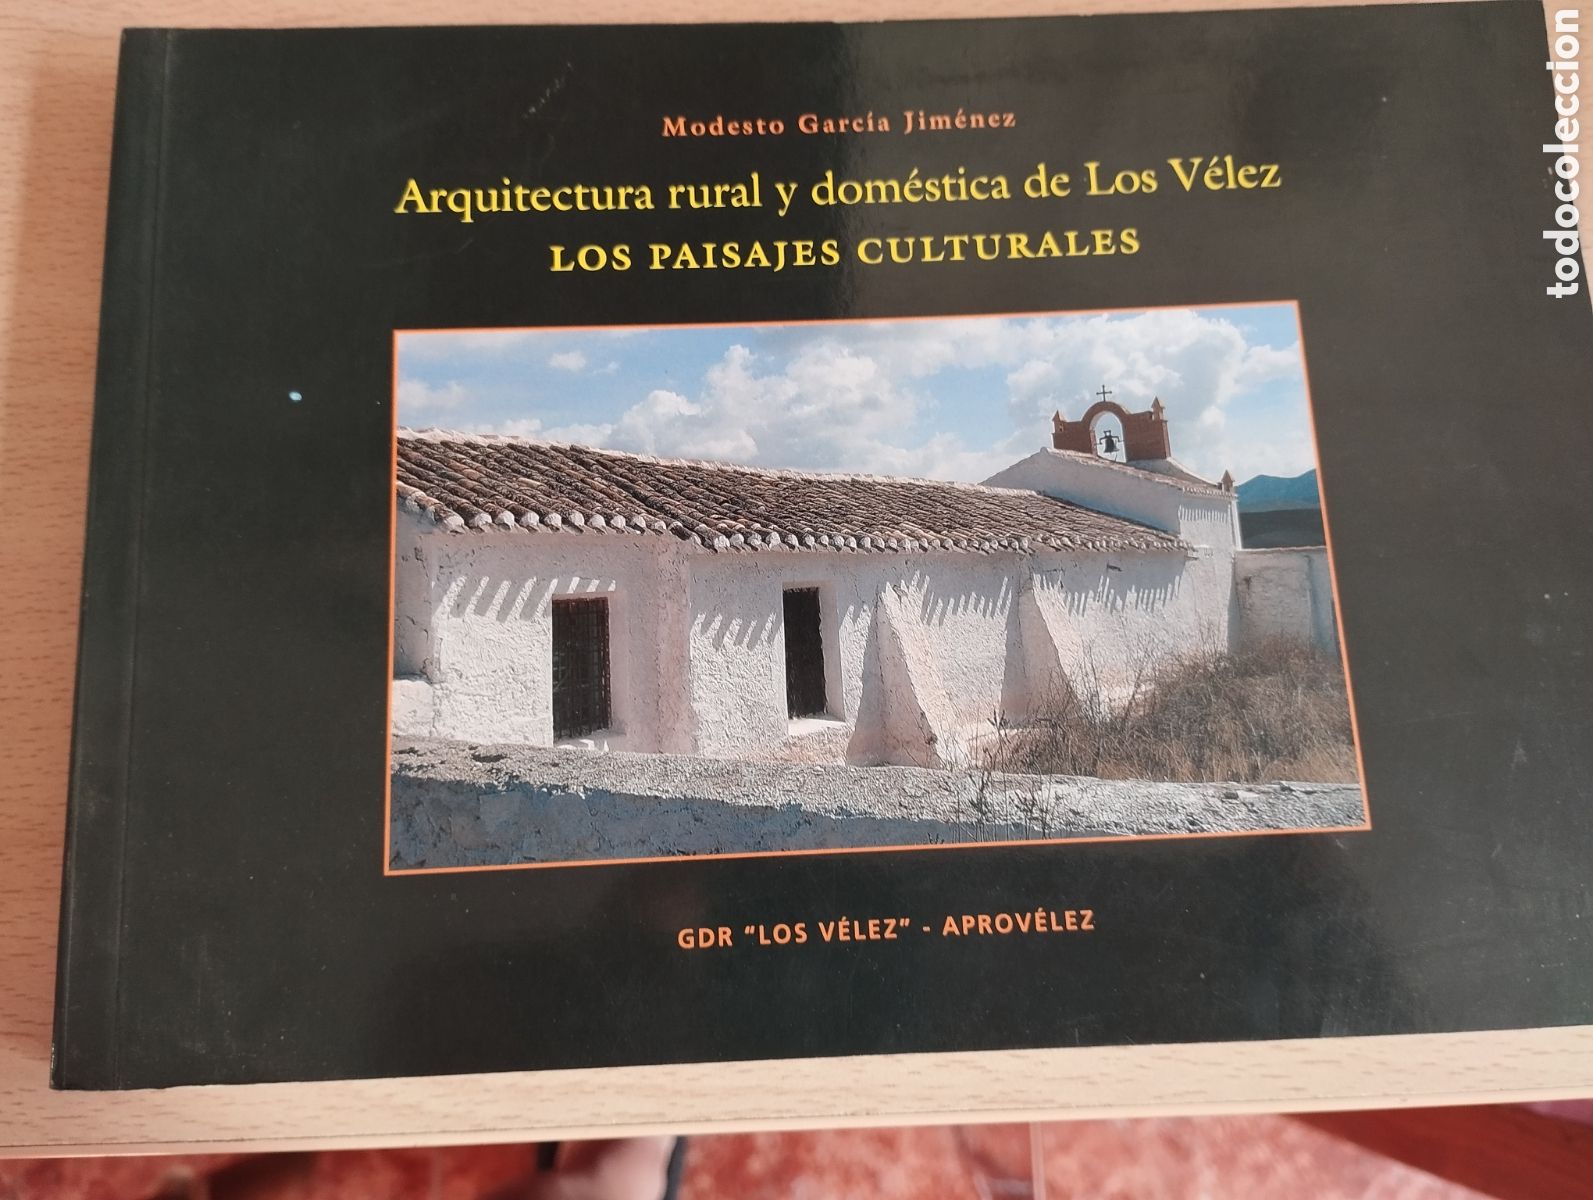 Modesto García Jiménez
Arquitectura rural y doméstica de Los Vélez
LOS PAISAJES CULTURALES
GDR "LOS VÉLEZ" - APROVÉLEZ
todocoleccion